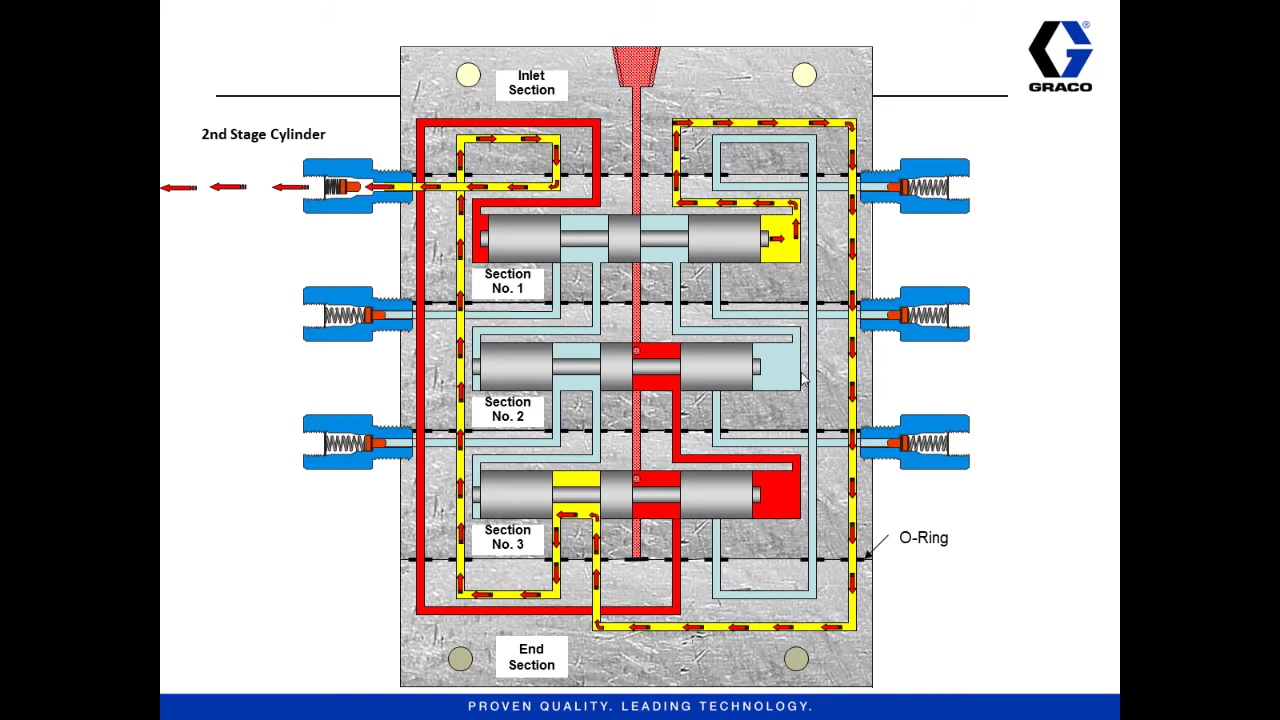 Inlet
Section
®
GRACO
2nd Stage Cylinder
Section
No. 1
Section
No. 2
Section
No. 3
O-Ring
End
Section
PROVEN QUALITY. LEADING TECHNOLOGY.